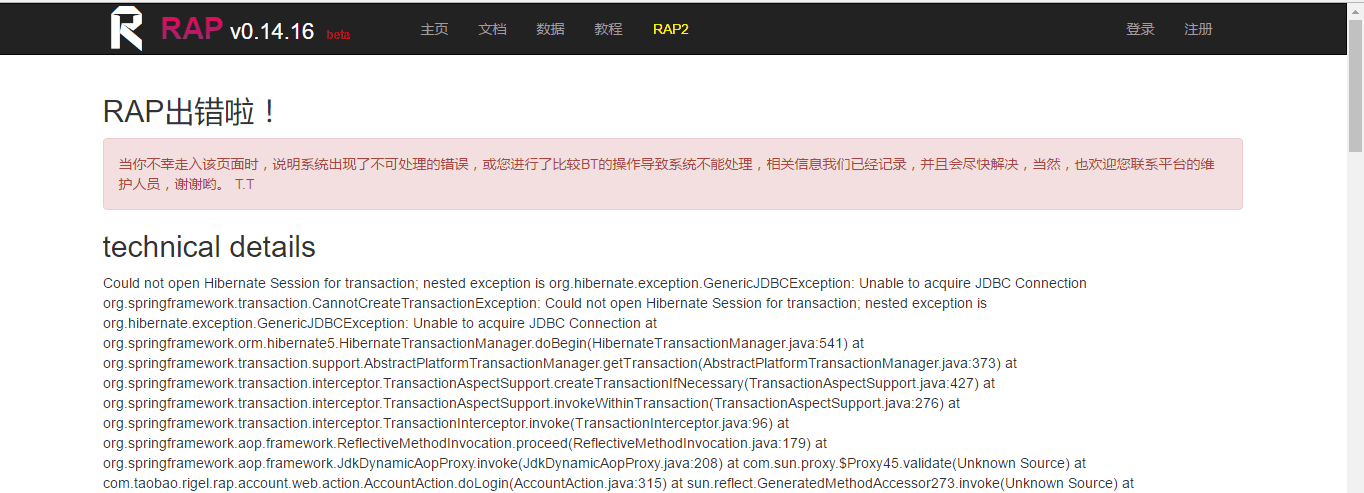 RAP v0.14.16 beta 主页 文档 数据 教程 RAP2 登录 注册
RAP出错啦！
当你不幸走入该页面时，说明系统出现了不可处理的错误，或您进行了比较BT的操作导致系统不能处理，相关信息我们已经记录，并且会尽快解决，当然，也欢迎您联系平台的维
护人员，谢谢哟。 T.T
technical details
Could not open Hibernate Session for transaction; nested exception is org.hibernate.exception.GenericJDBCException: Unable to acquire JDBC Connection
org.springframework.transaction.CannotCreateTransactionException: Could not open Hibernate Session for transaction; nested exception is
org.hibernate.exception.GenericJDBCException: Unable to acquire JDBC Connection at
org.springframework.orm.hibernate5.HibernateTransactionManager.doBegin(HibernateTransactionManager.java:541) at
org.springframework.transaction.support.AbstractPlatformTransactionManager.getTransaction(AbstractPlatformTransactionManager.java:373) at
org.springframework.transaction.interceptor.TransactionAspectSupport.createTransactionIfNecessary(TransactionAspectSupport.java:427) at
org.springframework.transaction.interceptor.TransactionAspectSupport.invokeWithinTransaction(TransactionAspectSupport.java:276) at
org.springframework.transaction.interceptor.TransactionInterceptor.invoke(TransactionInterceptor.java:96) at
org.springframework.aop.framework.ReflectiveMethodInvocation.proceed(ReflectiveMethodInvocation.java:179) at
org.springframework.aop.framework.JdkDynamicAopProxy.invoke(JdkDynamicAopProxy.java:208) at com.sun.proxy.$Proxy45.validate(Unknown Source) at
com.taobao.rigel.rap.account.web.action.AccountAction.doLogin(AccountAction.java:315) at sun.reflect.GeneratedMethodAccessor273.invoke(Unknown Source) at